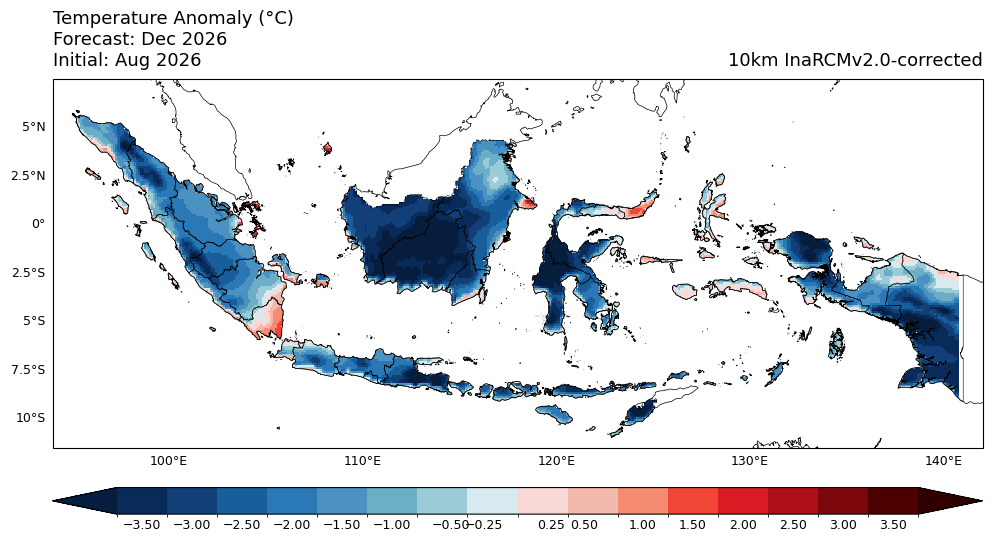 Temperature Anomaly (°C)
Forecast: Dec 2026
Initial: Aug 2026
10km InaRCMv2.0-corrected
5°N
2.5°N
0°
2.5°S
5°S
7.5°S
10°S
100°E 110°E 120°E 130°E 140°E
−3.50 −3.00 −2.50 −2.00 −1.50 −1.00 −0.50 −0.25 0.25 0.50 1.00 1.50 2.00 2.50 3.00 3.50